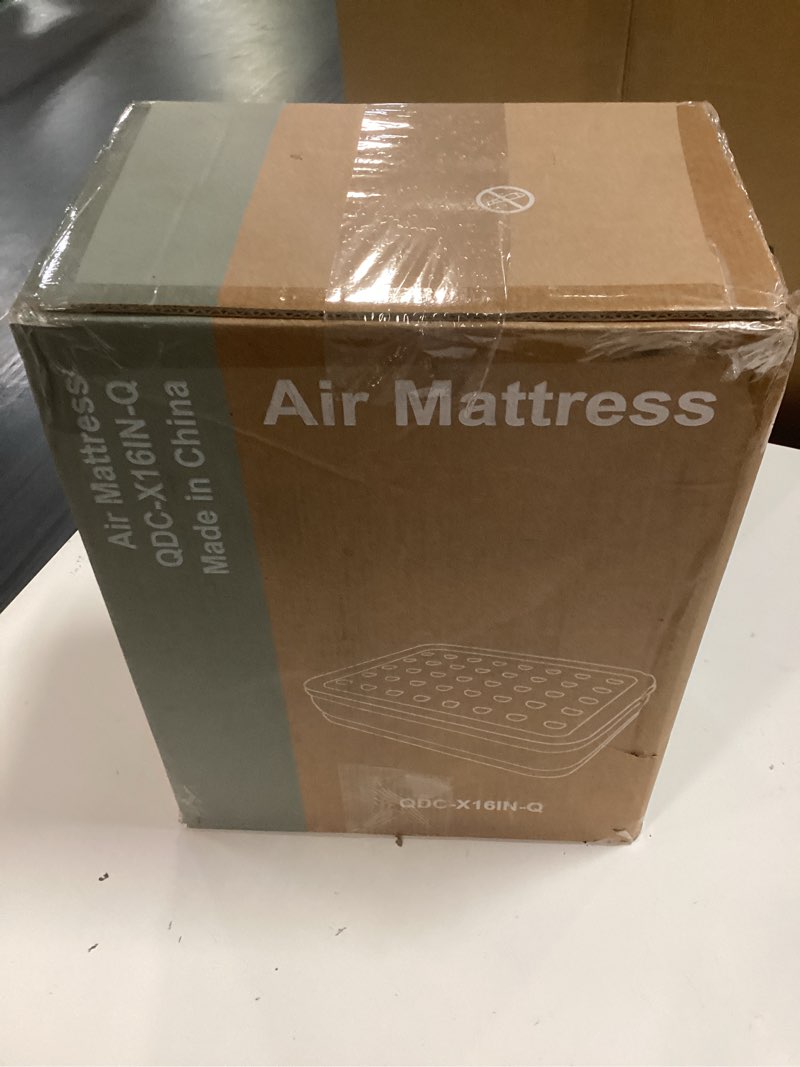 Air Mattress
QDC-X16IN-Q
Made in China
Air Mattress
QDC-X16IN-Q